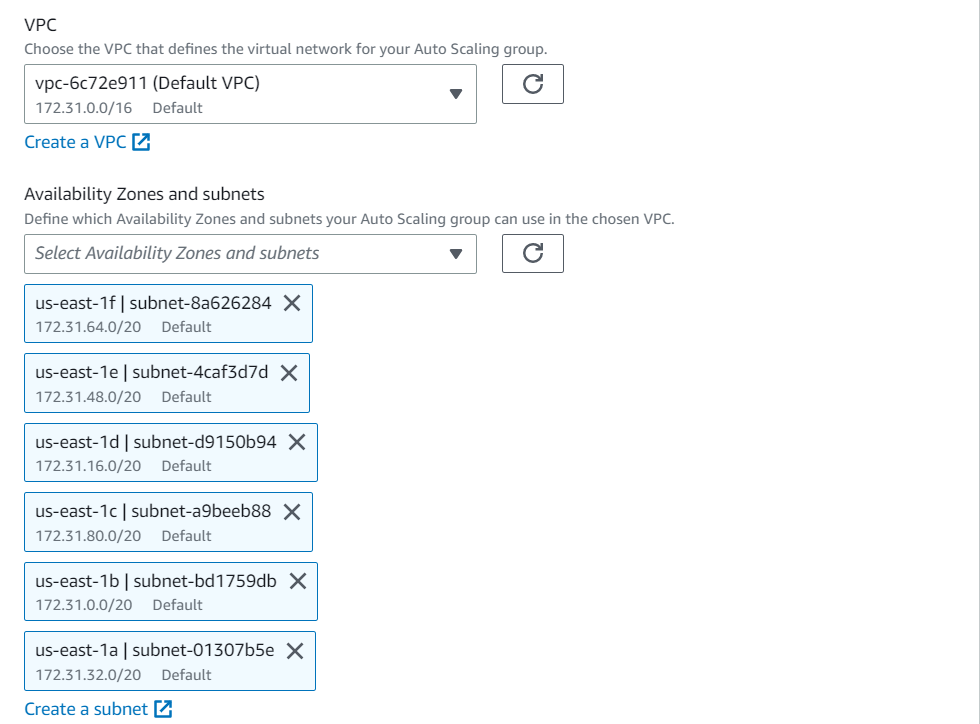 VPC
Choose the VPC that defines the virtual network for your Auto Scaling group.
vpc-6c72e911 (Default VPC)
172.31.0.0/16 Default
Create a VPC
Availability Zones and subnets
Define which Availability Zones and subnets your Auto Scaling group can use in the chosen VPC.
Select Availability Zones and subnets
us-east-1f | subnet-8a626284
172.31.64.0/20 Default
us-east-1e | subnet-4caf3d7d
172.31.48.0/20 Default
us-east-1d | subnet-d9150b94
172.31.16.0/20 Default
us-east-1c | subnet-a9beeb88
172.31.80.0/20 Default
us-east-1b | subnet-bd1759db
172.31.0.0/20 Default
us-east-1a | subnet-01307b5e
172.31.32.0/20 Default
Create a subnet